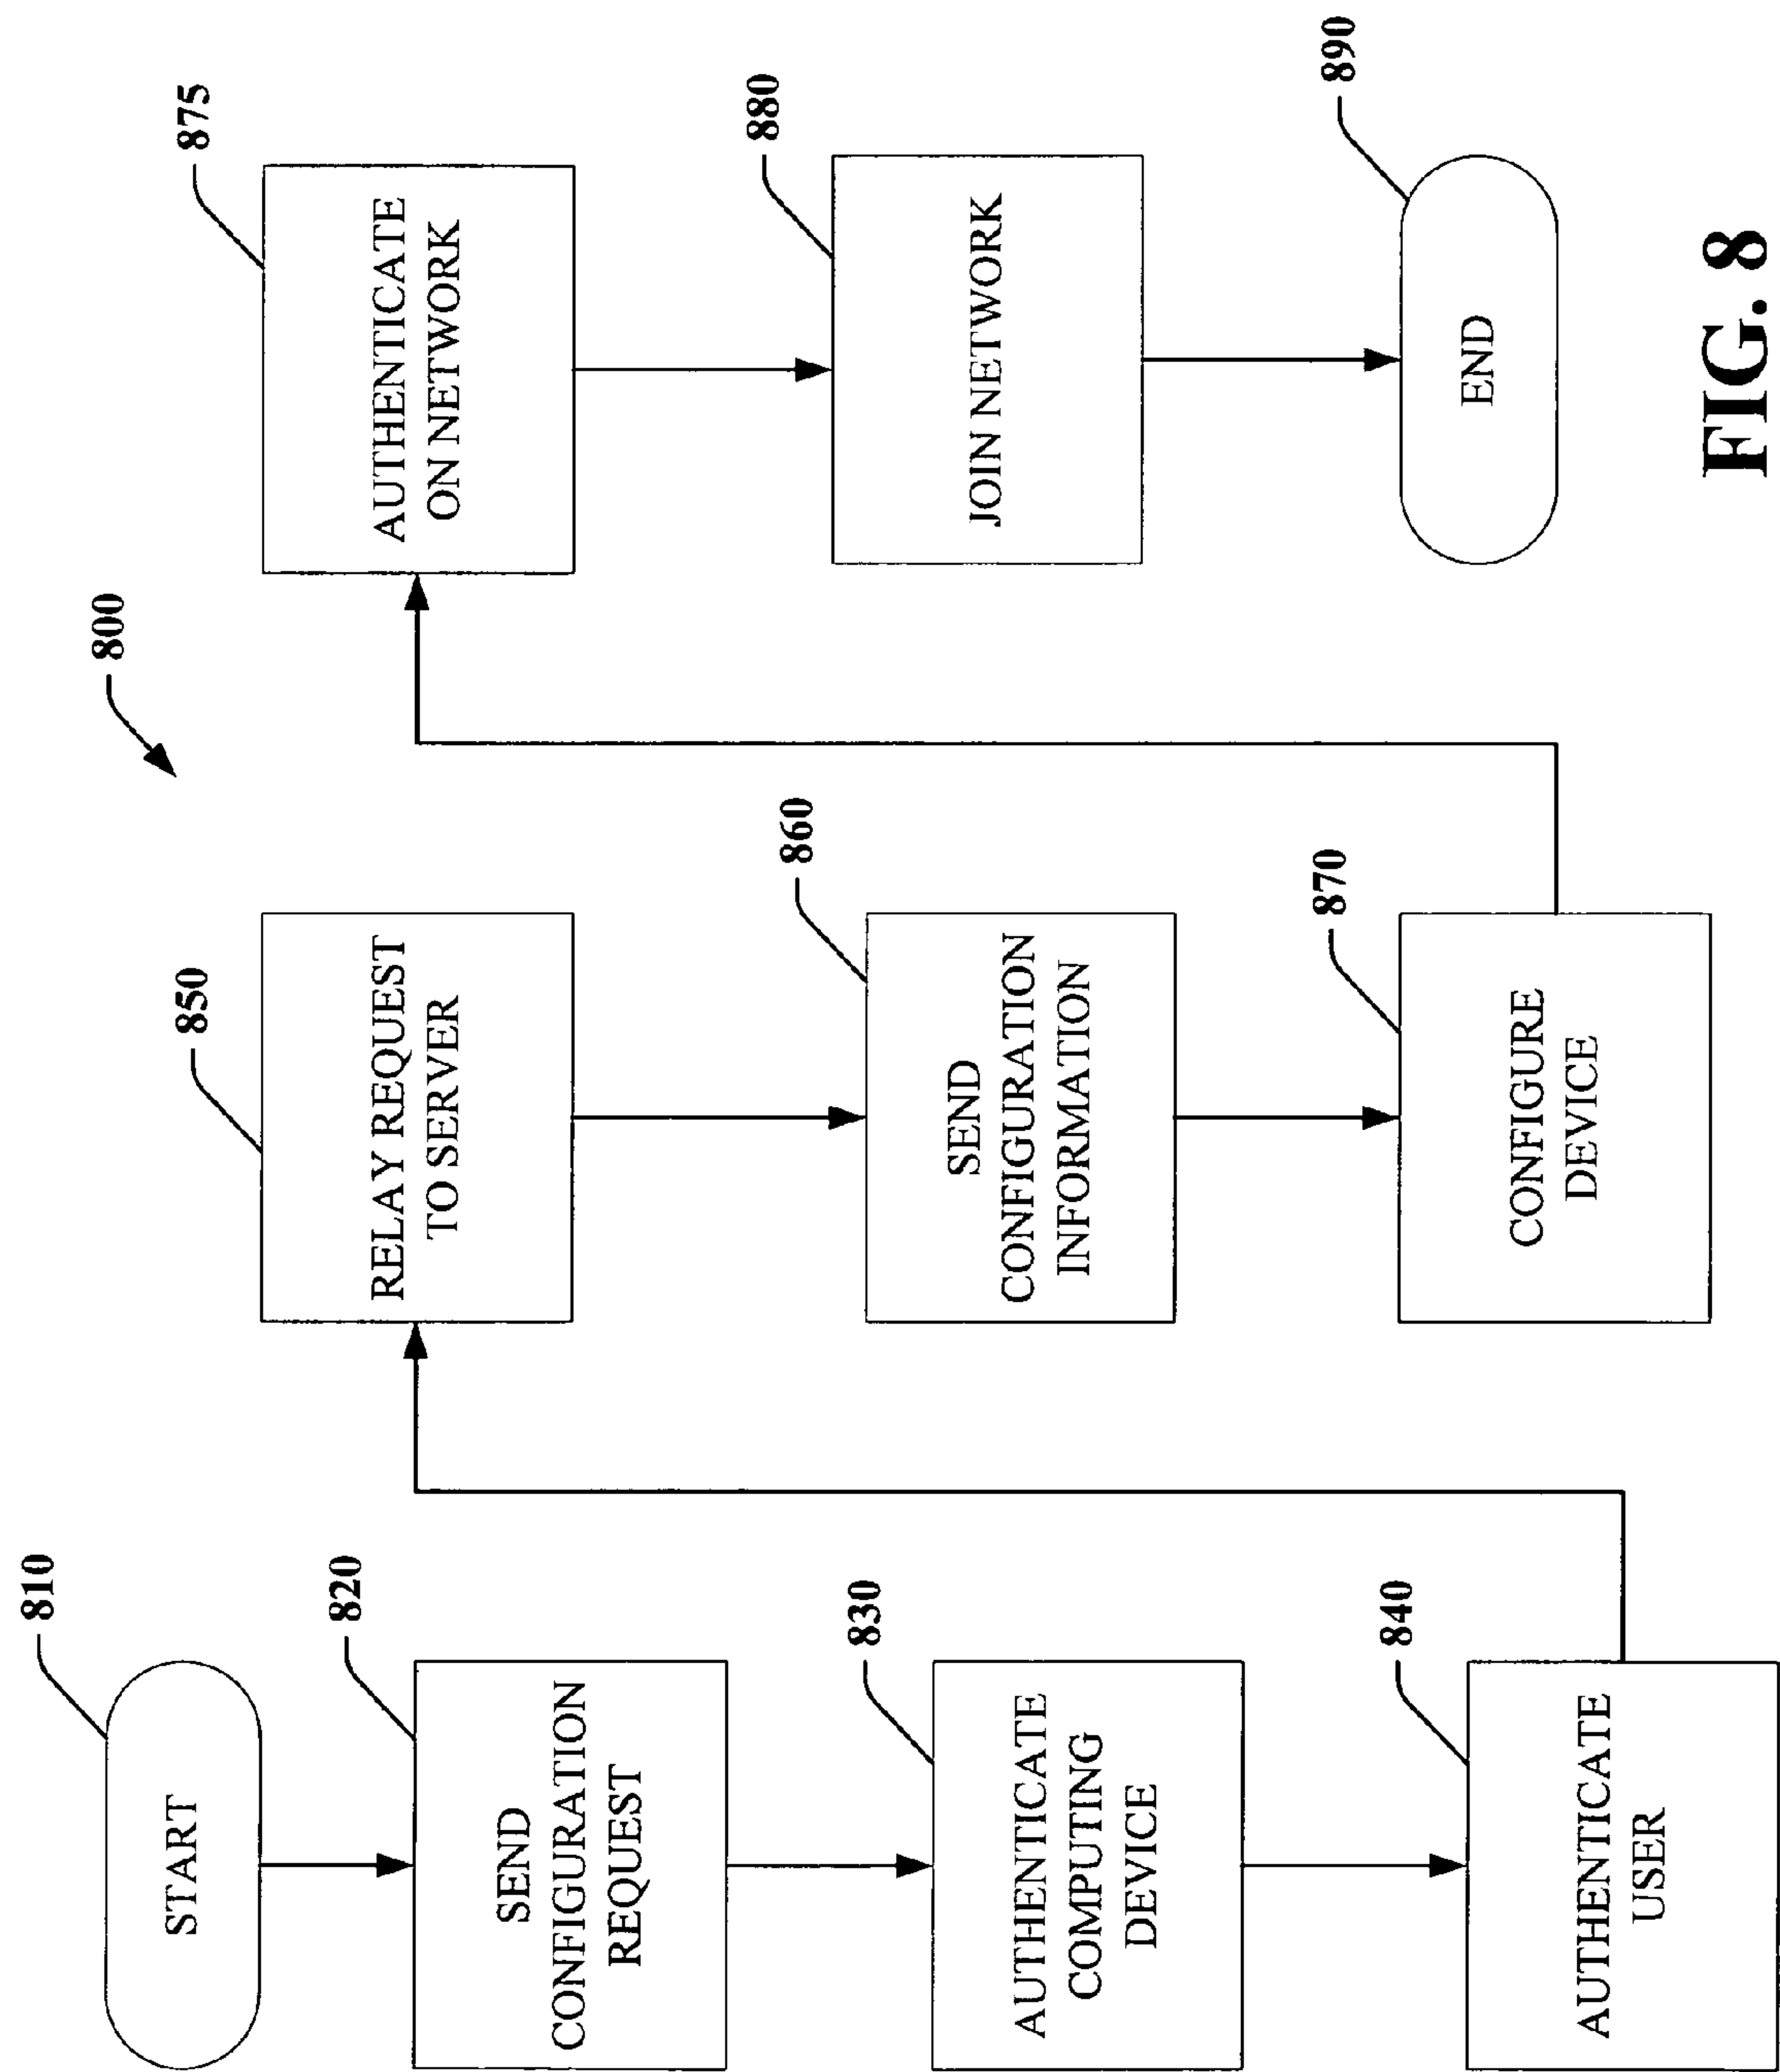 800
810
START
820
SEND
CONFIGURATION
REQUEST
830
AUTHENTICATE
COMPUTING
DEVICE
840
AUTHENTICATE
USER
850
RELAY REQUEST
TO SERVER
860
SEND
CONFIGURATION
INFORMATION
870
CONFIGURE
DEVICE
875
AUTHENTICATE
ON NETWORK
880
JOIN NETWORK
890
END
FIG. 8